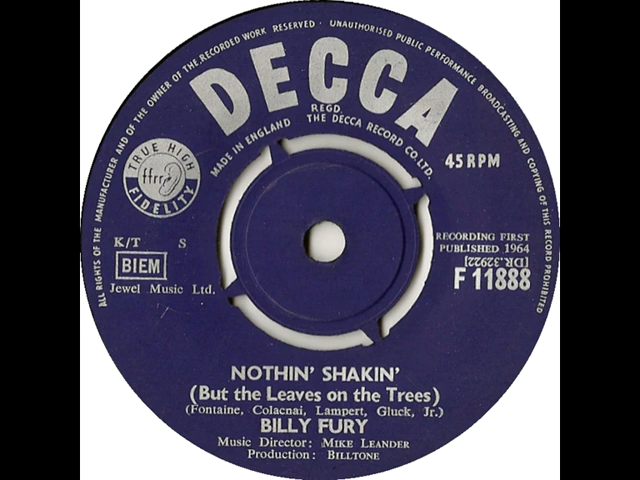 ALL RIGHTS OF THE MANUFACTURER AND OF THE OWNER OF THE RECORDED WORK RESERVED · UNAUTHORISED PUBLIC PERFORMANCE BROADCASTING AND COPYING OF THIS RECORD PROHIBITED
DECCA
REGD.
MADE IN ENGLAND THE DECCA RECORD CO. LTD.
TRUE HIGH
ffrr
FIDELITY
45 RPM
K/T S
BIEM
Jewel Music Ltd.
RECORDING FIRST
PUBLISHED 1964
[DR.32922]
F 11888
NOTHIN' SHAKIN'
(But the Leaves on the Trees)
(Fontaine, Colacnai, Lampert, Gluck, Jr.)
BILLY FURY
Music Director: MIKE LEANDER
Production: BILLTONE